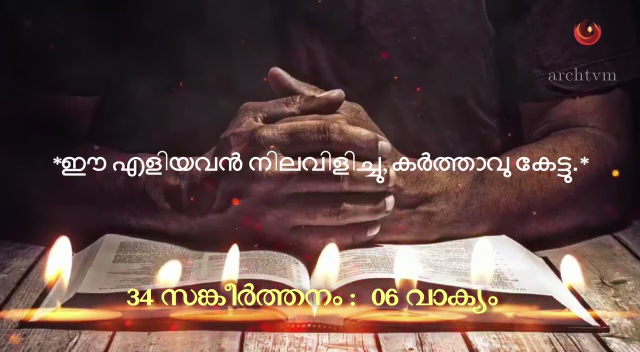 archtvm
*ഈ എളിയവൻ നിലവിളിച്ചു,കർത്താവു കേട്ടു.*
34 സങ്കീർത്തനം : 06 വാക്യം